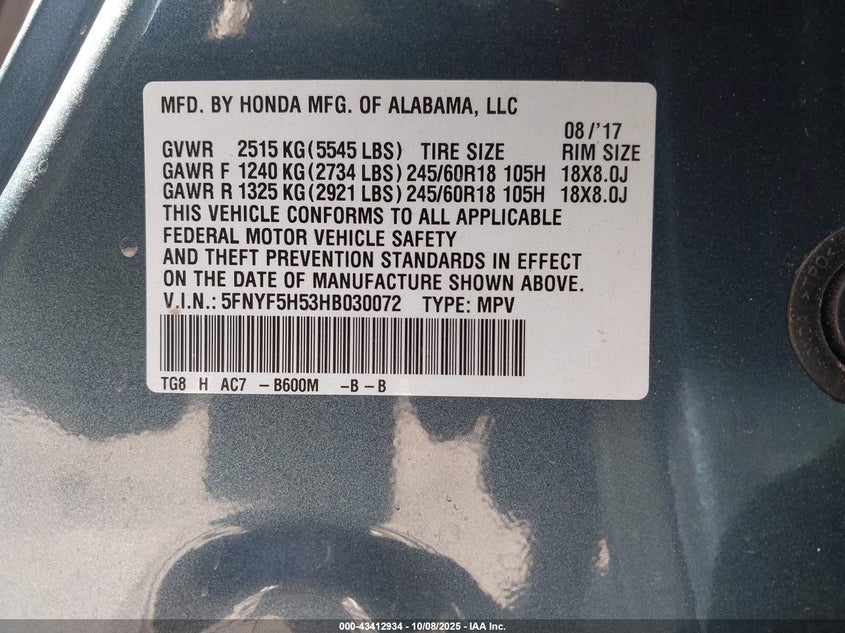 MFD. BY HONDA MFG. OF ALABAMA, LLC
08/'17
GVWR 2515 KG(5545 LBS) TIRE SIZE RIM SIZE
GAWR F 1240 KG(2734 LBS) 245/60R18 105H 18X8.0J
GAWR R 1325 KG(2921 LBS) 245/60R18 105H 18X8.0J
THIS VEHICLE CONFORMS TO ALL APPLICABLE
FEDERAL MOTOR VEHICLE SAFETY
AND THEFT PREVENTION STANDARDS IN EFFECT
ON THE DATE OF MANUFACTURE SHOWN ABOVE.
V.I.N.: 5FNYF5H53HB030072 TYPE: MPV
TG8 H AC7 – B600M –B – B
000-43412934 - 10/08/2025 - IAA Inc.